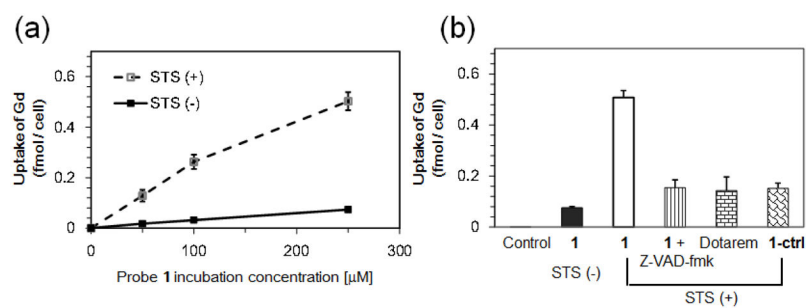 (a)
0.6
0.4
0.2
0
Uptake of Gd
(fmol / cell)
STS (+)
STS (-)
0 100 200 300
Probe 1 incubation concentration [μM]
(b)
0.6
0.4
0.2
0
Uptake of Gd
(fmol / cell)
Control 1 1 1 + Dotarem 1-ctrl
Z-VAD-fmk
STS (-)
STS (+)